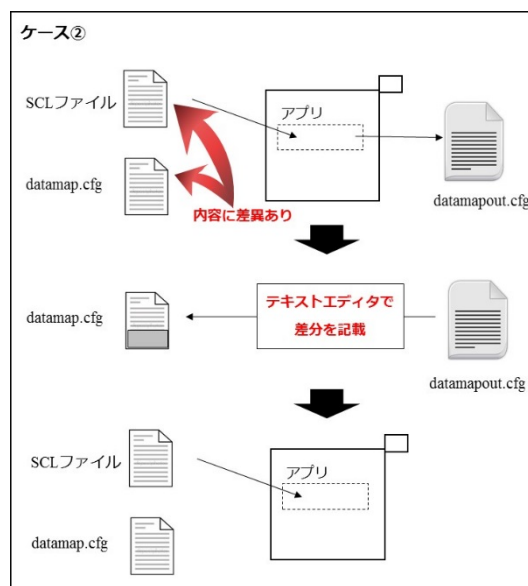 ケース②
SCLファイル
アプリ
datamap.cfg
内容に差異あり
datamapout.cfg
datamap.cfg
テキストエディタで
差分を記載
datamapout.cfg
SCLファイル
アプリ
datamap.cfg